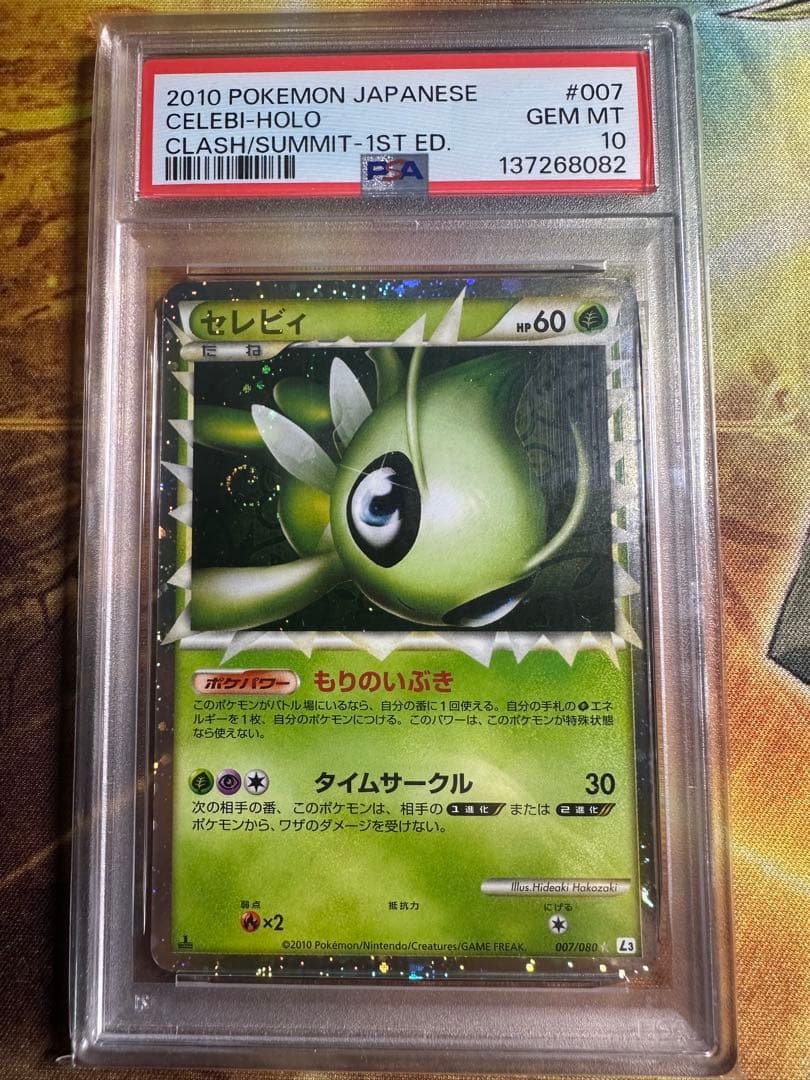 2010 POKEMON JAPANESE #007
CELEBI-HOLO GEM MT
CLASH/SUMMIT-1ST ED. 10
PSA 137268082
セレビィ HP60
たね
ポケパワー もりのいぶき
このポケモンがバトル場にいるなら、自分の番に1回使える。自分の手札のエネ
ルギーを1枚、自分のポケモンにつける。このパワーは、このポケモンが特殊状態
なら使えない。
タイムサークル 30
次の相手の番、このポケモンは、相手の 1進化 または 2進化
ポケモンから、ワザのダメージを受けない。
Illus.Hideaki Hakozaki
弱点 抵抗力 にげる
×2
©2010 Pokémon/Nintendo/Creatures/GAME FREAK. 007/080 L3